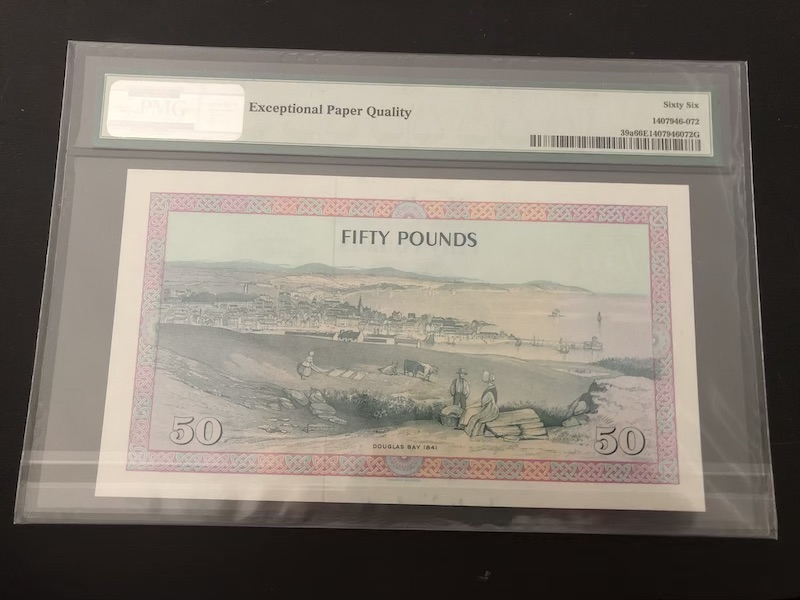 PMG
Exceptional Paper Quality
Sixty Six
1407946-072
39a66E1407946072G
FIFTY POUNDS
50
50
DOUGLAS BAY 1841